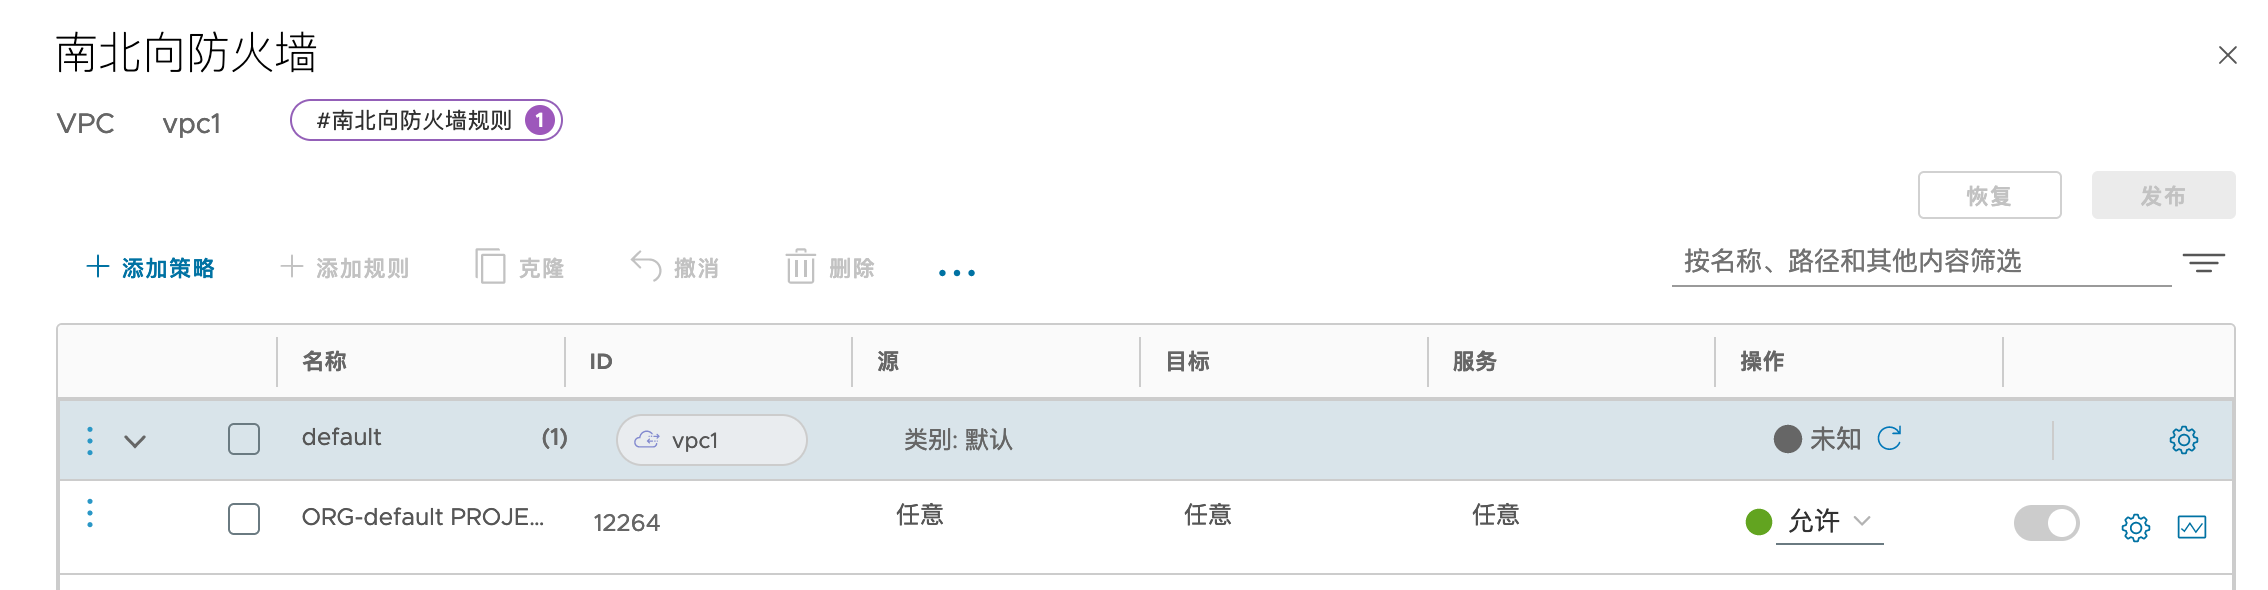 南北向防火墙
VPC vpc1 #南北向防火墙规则 1
恢复 发布
添加策略 添加规则 克隆 撤消 删除 按名称、路径和其他内容筛选
名称 ID 源 目标 服务 操作
default (1) vpc1 类别: 默认 未知
ORG-default PROJE... 12264 任意 任意 任意 允许